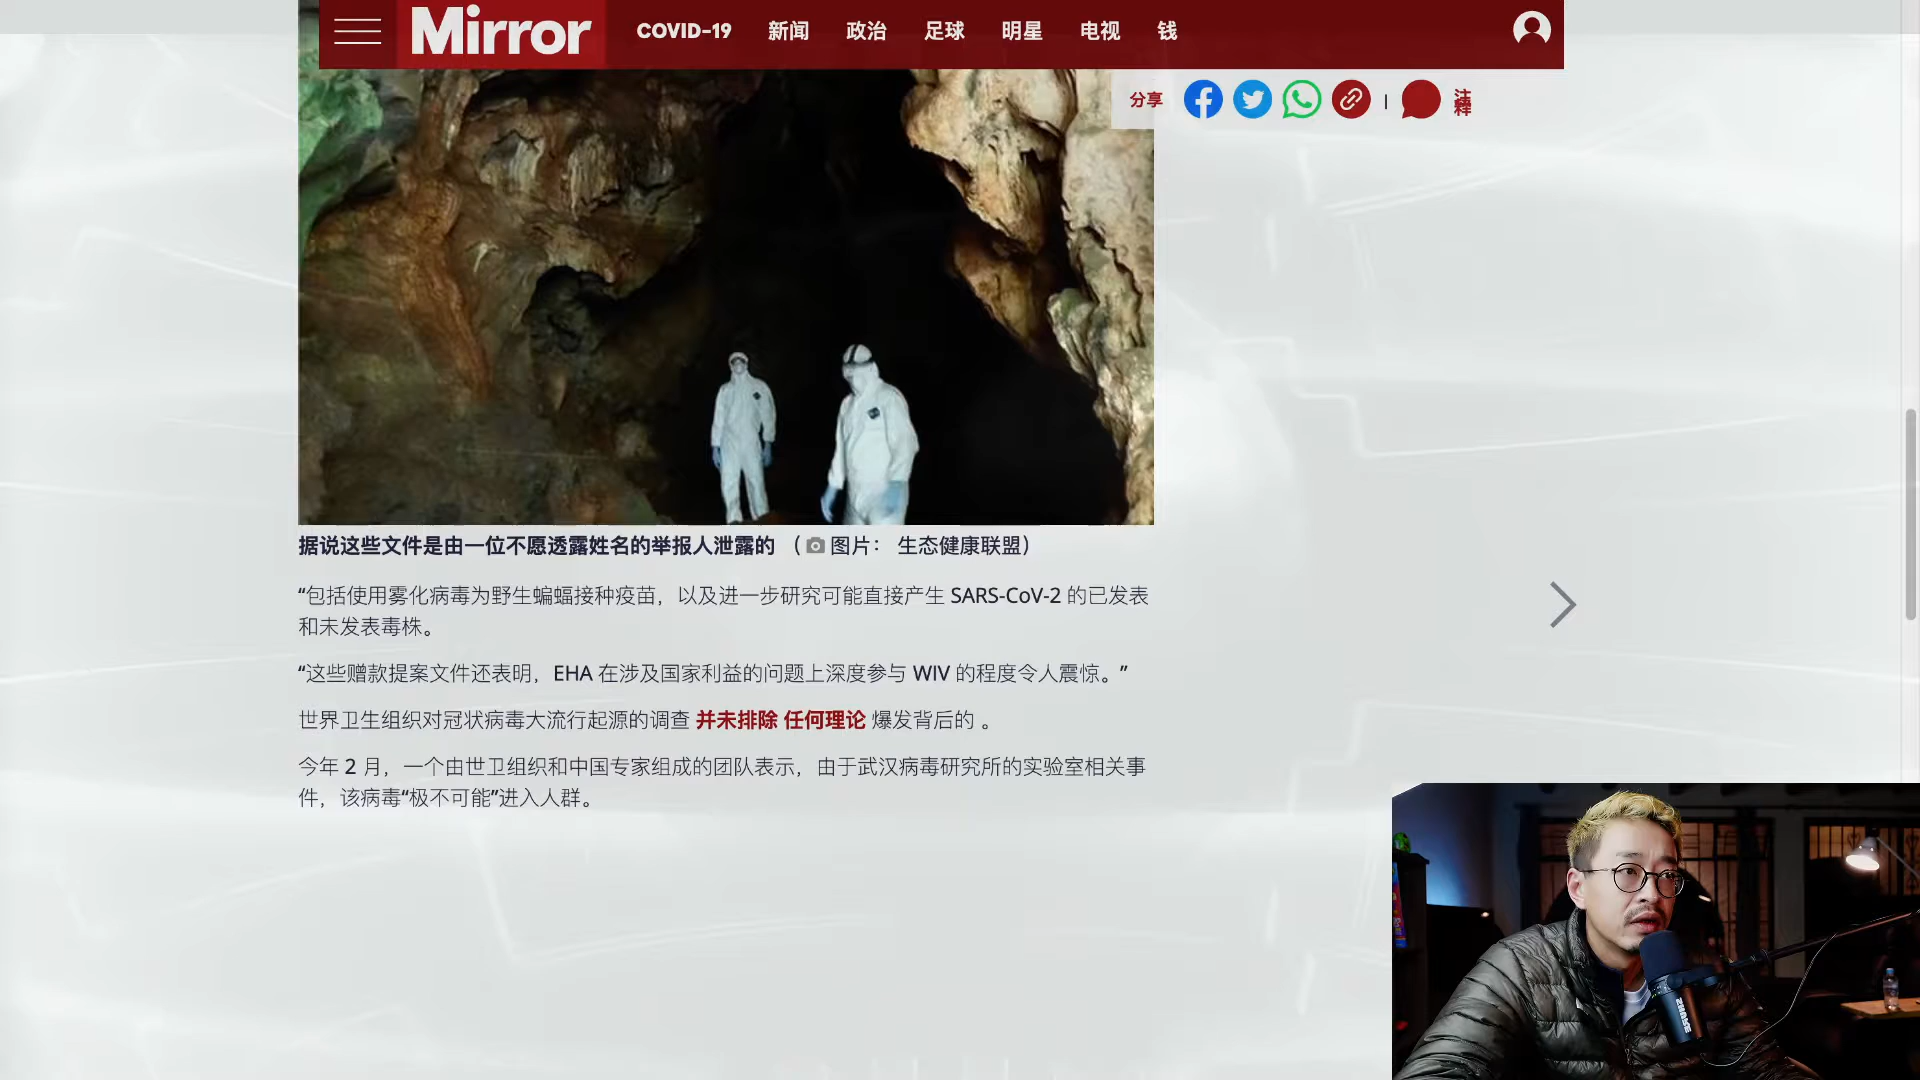 Mirror COVID-19 新闻 政治 足球 明星 电视 钱
分享 | 注释
据说这些文件是由一位不愿透露姓名的举报人泄露的 （ 图片： 生态健康联盟）
“包括使用雾化病毒为野生蝙蝠接种疫苗，以及进一步研究可能直接产生 SARS-CoV-2 的已发表
和未发表毒株。
“这些赠款提案文件还表明，EHA 在涉及国家利益的问题上深度参与 WIV 的程度令人震惊。”
世界卫生组织对冠状病毒大流行起源的调查 并未排除 任何理论 爆发背后的 。
今年 2 月，一个由世卫组织和中国专家组成的团队表示，由于武汉病毒研究所的实验室相关事
件，该病毒“极不可能”进入人群。